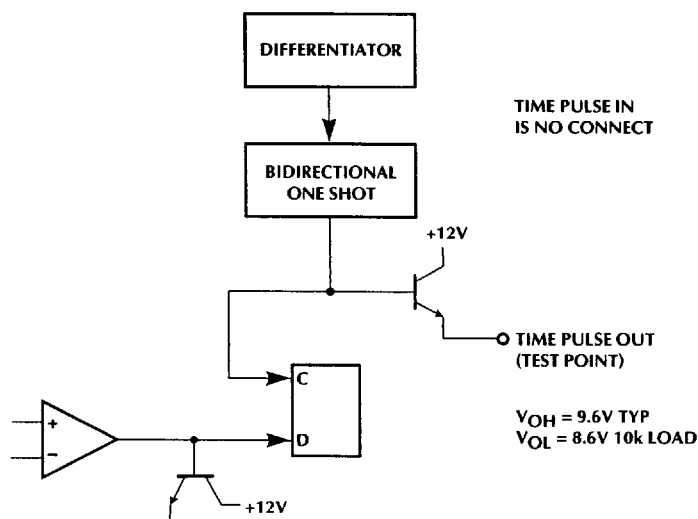 DIFFERENTIATOR
TIME PULSE IN
IS NO CONNECT
BIDIRECTIONAL
ONE SHOT
+12V
TIME PULSE OUT
(TEST POINT)
C
+
D
−
VOH = 9.6V TYP
VOL = 8.6V 10k LOAD
+12V